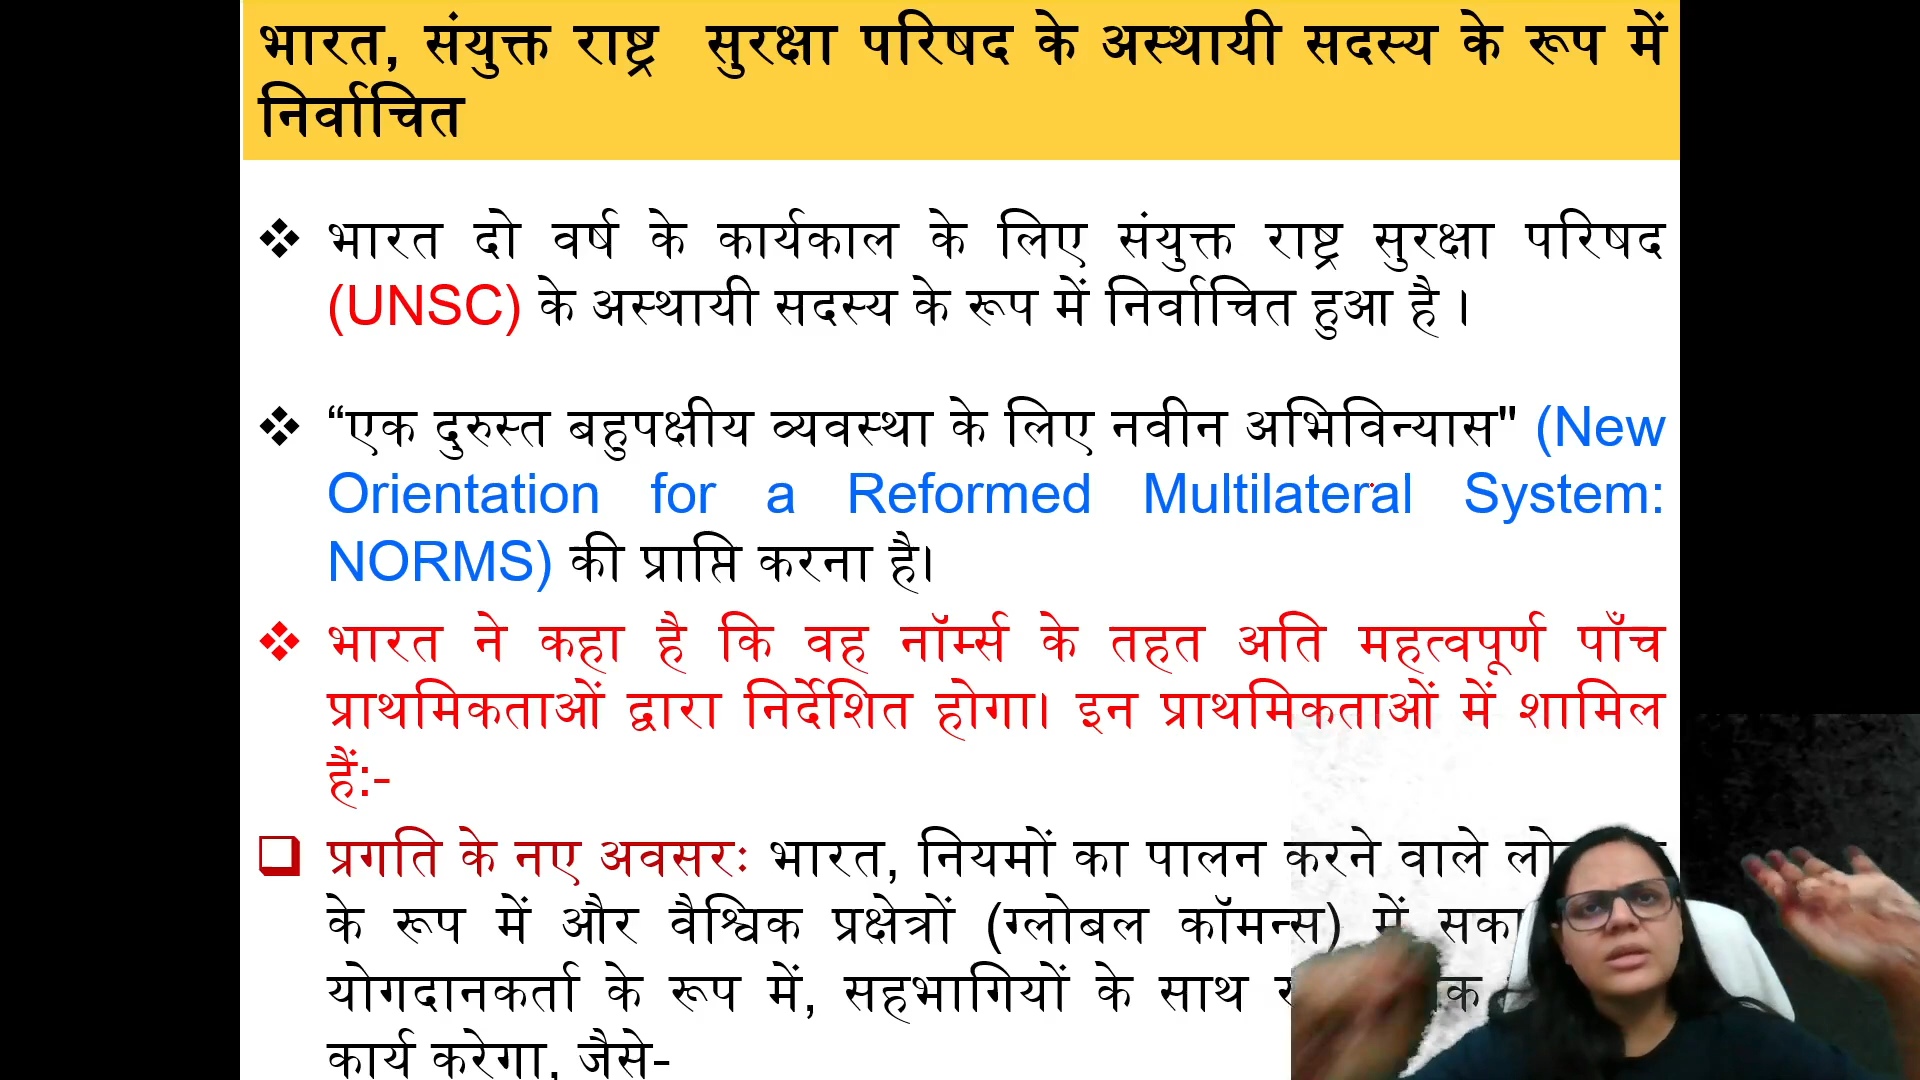 भारत, संयुक्त राष्ट्र सुरक्षा परिषद के अस्थायी सदस्य के रूप में
निर्वाचित
❖ भारत दो वर्ष के कार्यकाल के लिए संयुक्त राष्ट्र सुरक्षा परिषद
(UNSC) के अस्थायी सदस्य के रूप में निर्वाचित हुआ है ।
❖ “एक दुरुस्त बहुपक्षीय व्यवस्था के लिए नवीन अभिविन्यास" (New
Orientation for a Reformed Multilateral System:
NORMS) की प्राप्ति करना है।
❖ भारत ने कहा है कि वह नॉर्म्स के तहत अति महत्वपूर्ण पाँच
प्राथमिकताओं द्वारा निर्देशित होगा। इन प्राथमिकताओं में शामिल
हैं:-
❑ प्रगति के नए अवसरः भारत, नियमों का पालन करने वाले
के रूप में और वैश्विक प्रक्षेत्रों (ग्लोबल कॉमन्स) में
योगदानकर्ता के रूप में, सहभागियों के साथ
कार्य करेगा, जैसे-